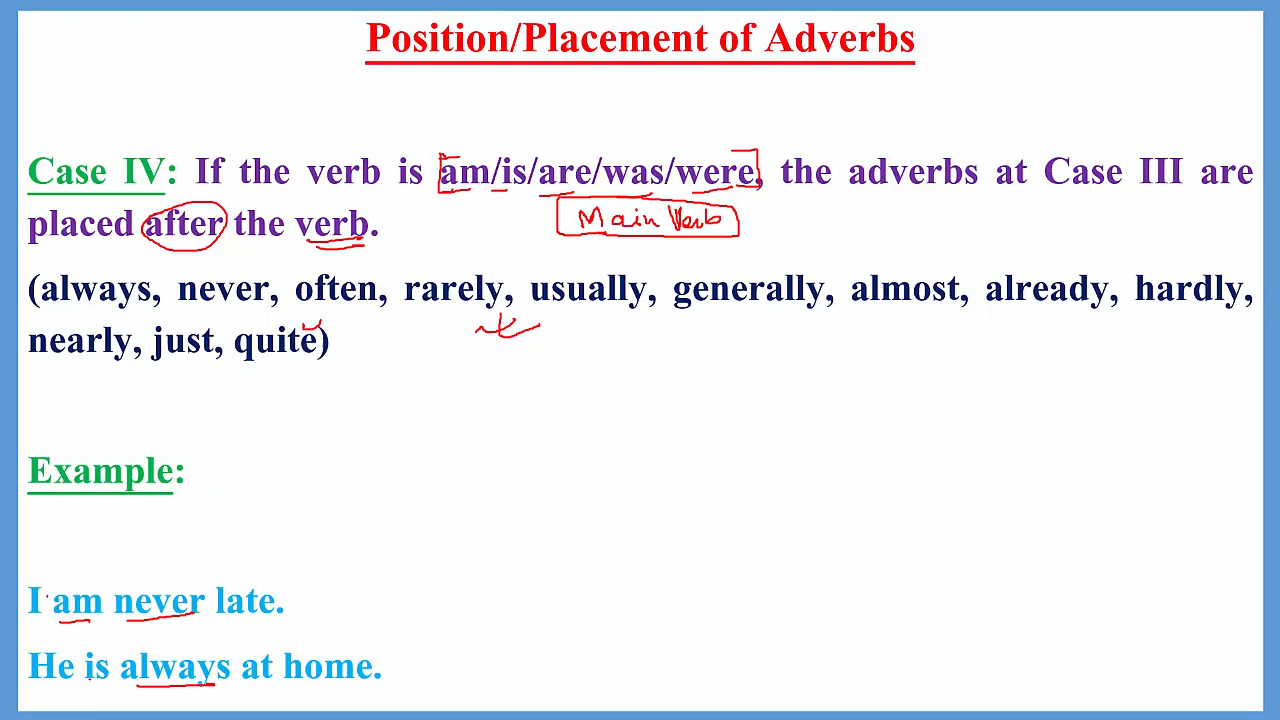 Position/Placement of Adverbs
Case IV: If the verb is am/is/are/was/were, the adverbs at Case III are
placed after the verb.
Main Verb
(always, never, often, rarely, usually, generally, almost, already, hardly,
nearly, just, quite)
Example:
I am never late.
He is always at home.